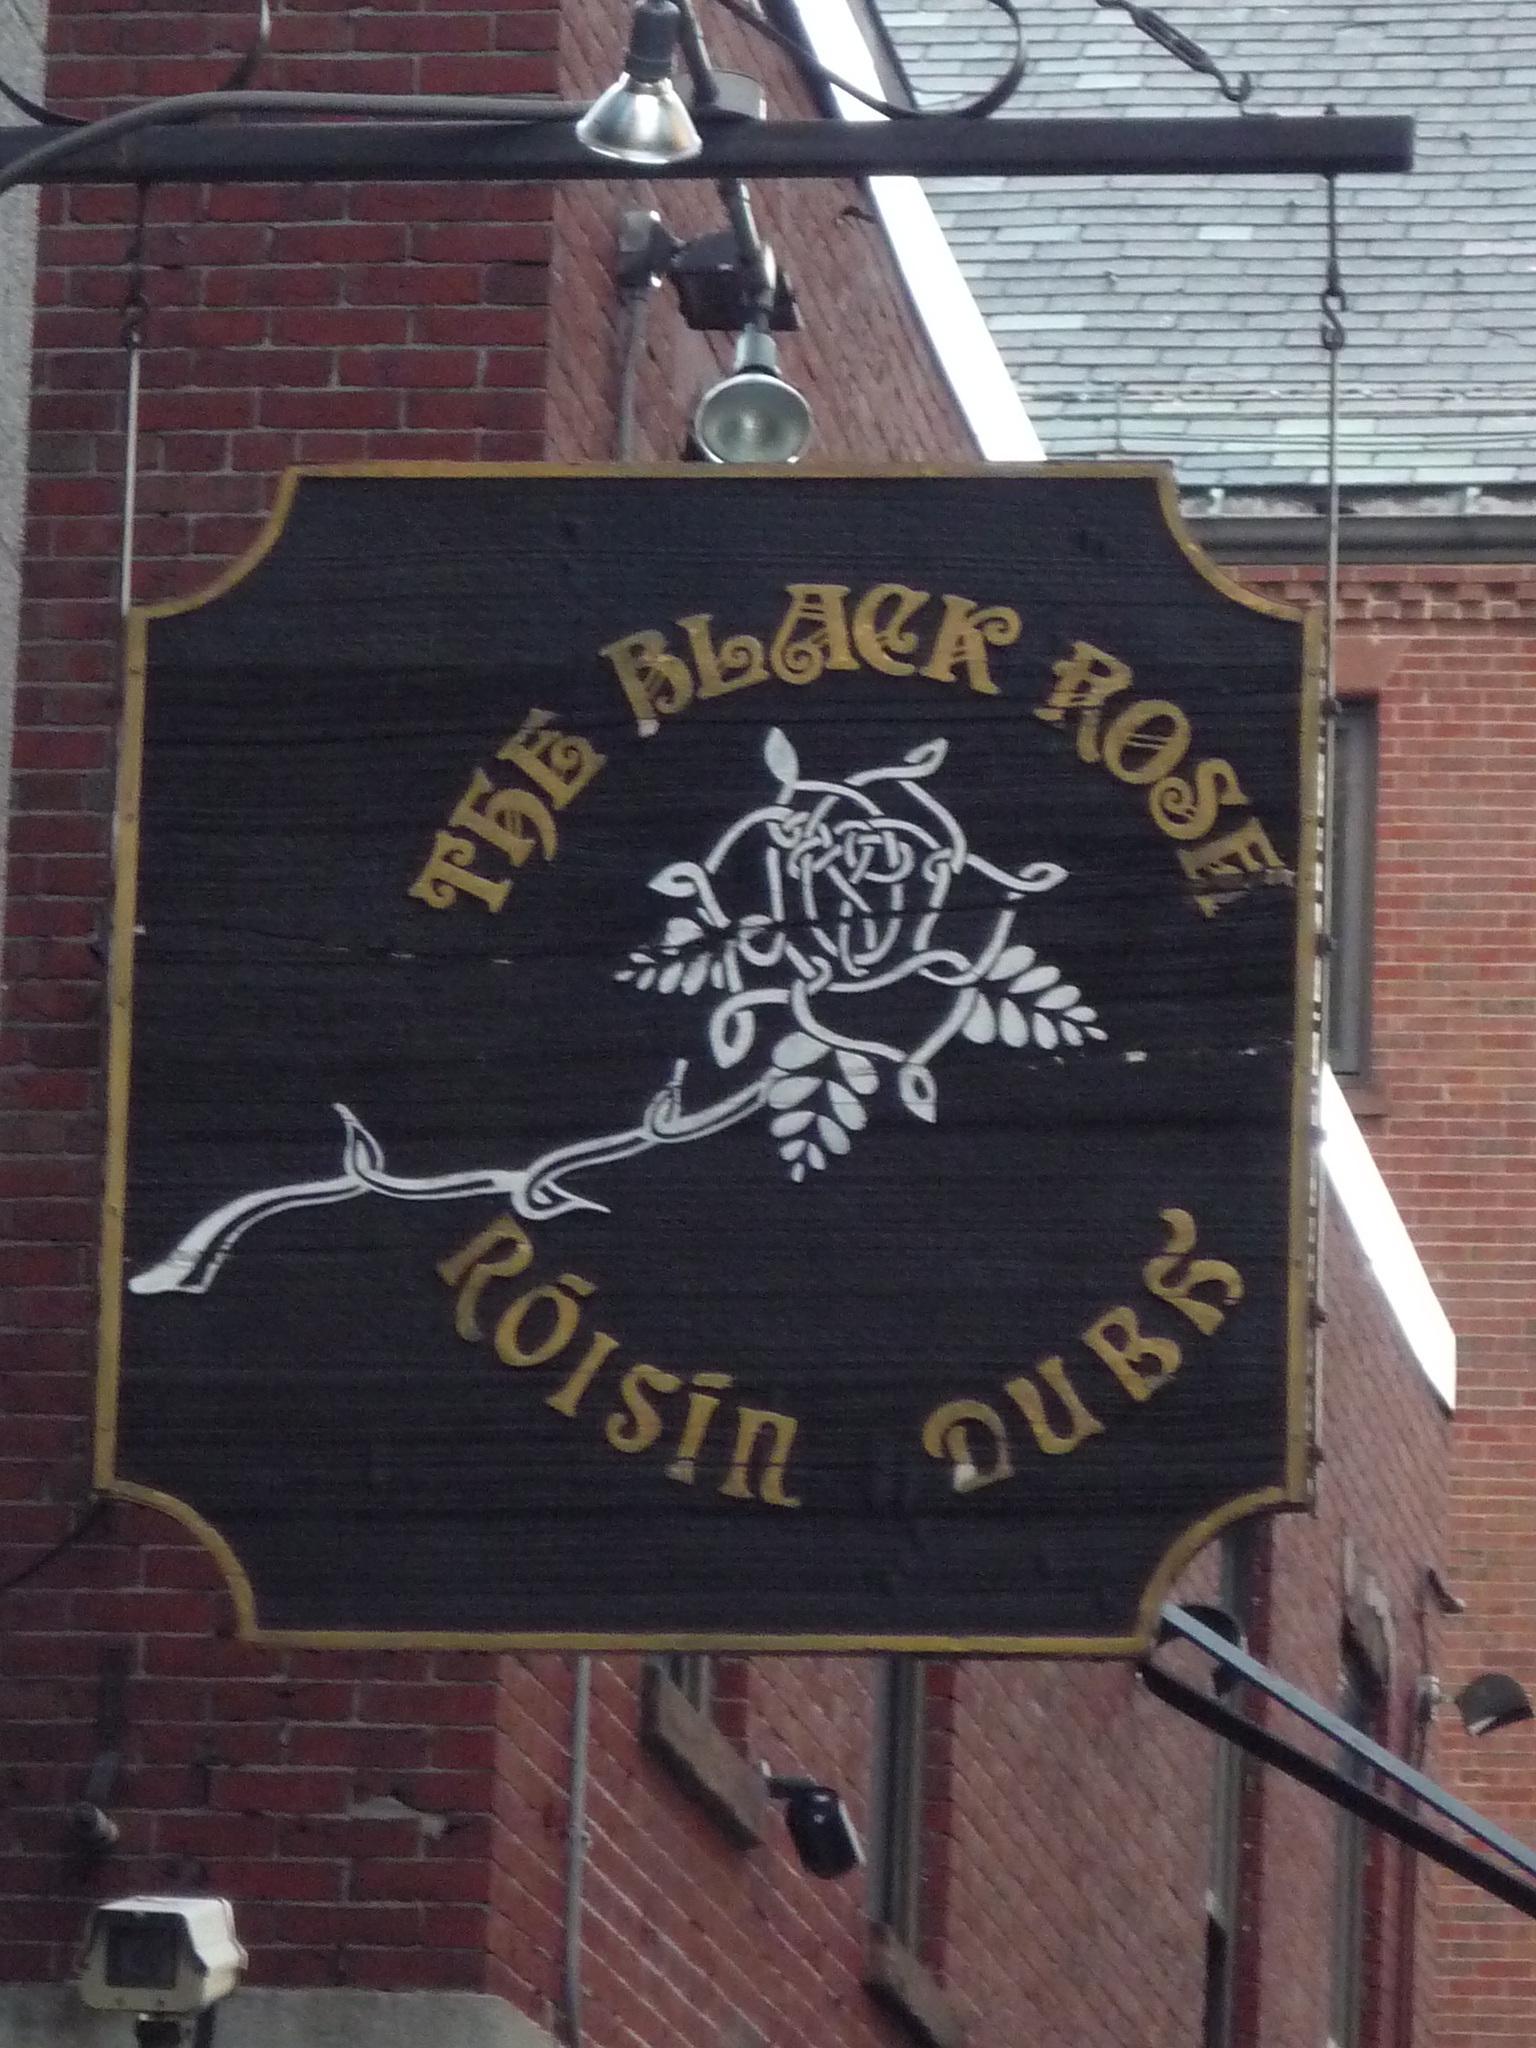 THE BLACK ROSE
RÓISÍN DUBH